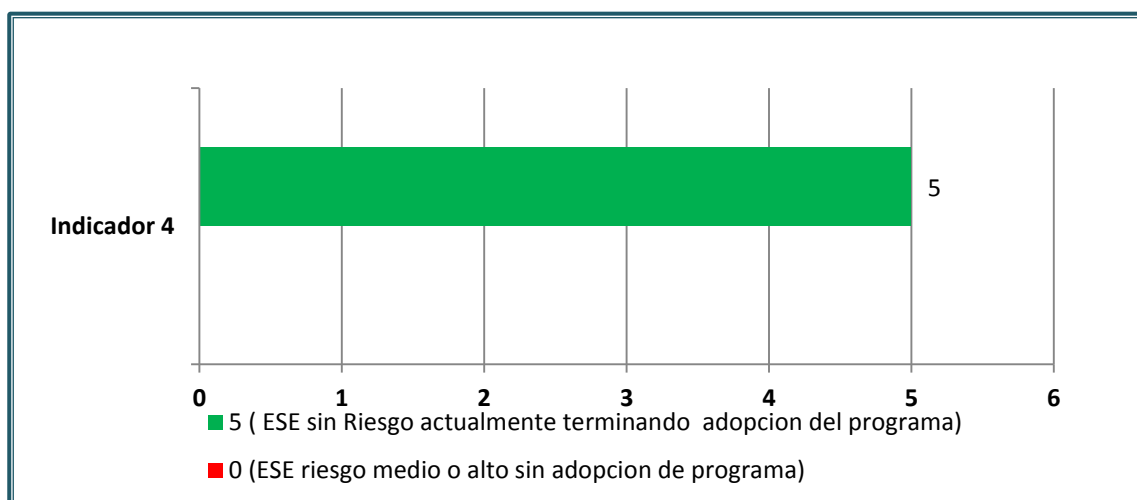 5
Indicador 4
0 1 2 3 4 5 6
5 ( ESE sin Riesgo actualmente terminando adopcion del programa)
0 (ESE riesgo medio o alto sin adopcion de programa)